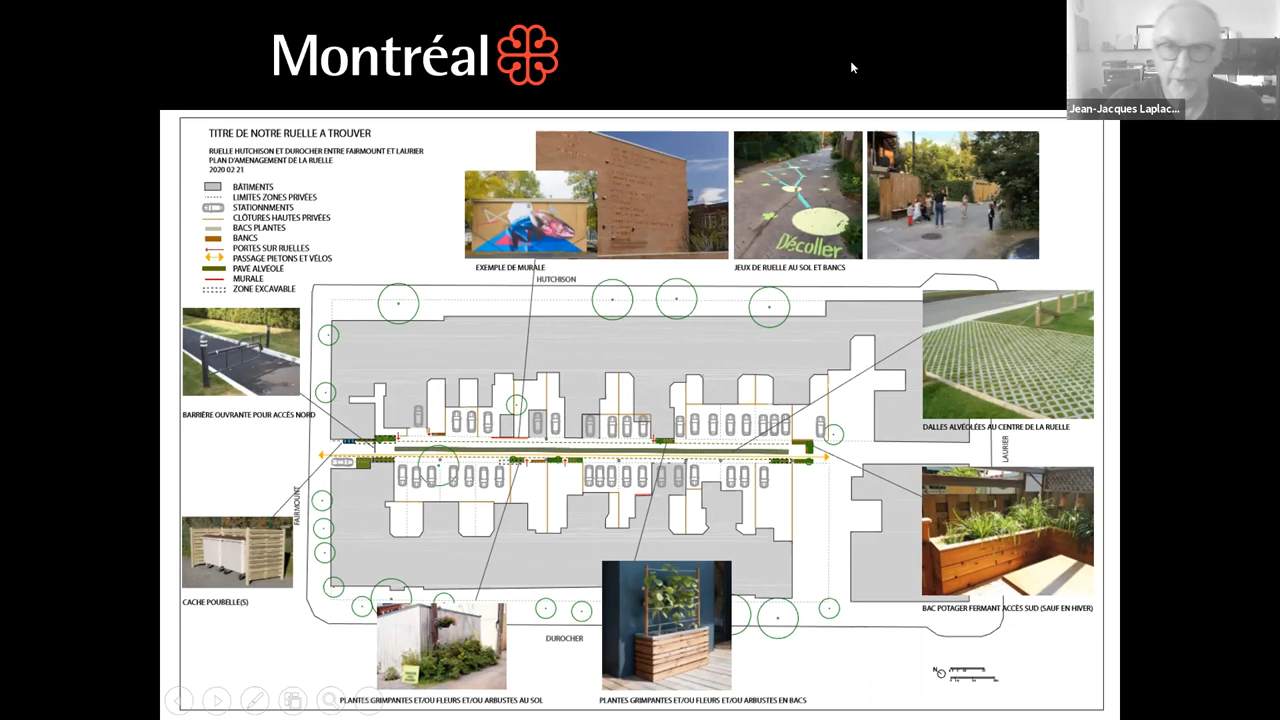 Montréal
Jean-Jacques Laplac...
TITRE DE NOTRE RUELLE A TROUVER
RUELLE HUTCHISON ET DUROCHER ENTRE FAIRMOUNT ET LAURIER
PLAN D'AMENAGEMENT DE LA RUELLE
2020 02 21
BÂTIMENTS
LIMITES ZONES PRIVÉES
STATIONNMENTS
CLÔTURES HAUTES PRIVÉES
BACS PLANTES
BANCS
PORTES SUR RUELLES
PASSAGE PIETONS ET VÉLOS
PAVÉ ALVÉOLÉ
MURALE
ZONE EXCAVABLE
Décoller
EXEMPLE DE MURALE
JEUX DE RUELLE AU SOL ET BANCS
HUTCHISON
BARRIÈRE OUVRANTE POUR ACCÈS NORD
DALLES ALVÉOLÉES AU CENTRE DE LA RUELLE
LAURIER
FAIRMOUNT
CACHE POUBELLE(S)
BAC POTAGER FERMANT ACCÈS SUD (SAUF EN HIVER)
DUROCHER
N
PLANTES GRIMPANTES ET/OU FLEURS ET/OU ARBUSTES AU SOL
PLANTES GRIMPANTES ET/OU FLEURS ET/OU ARBUSTES EN BACS